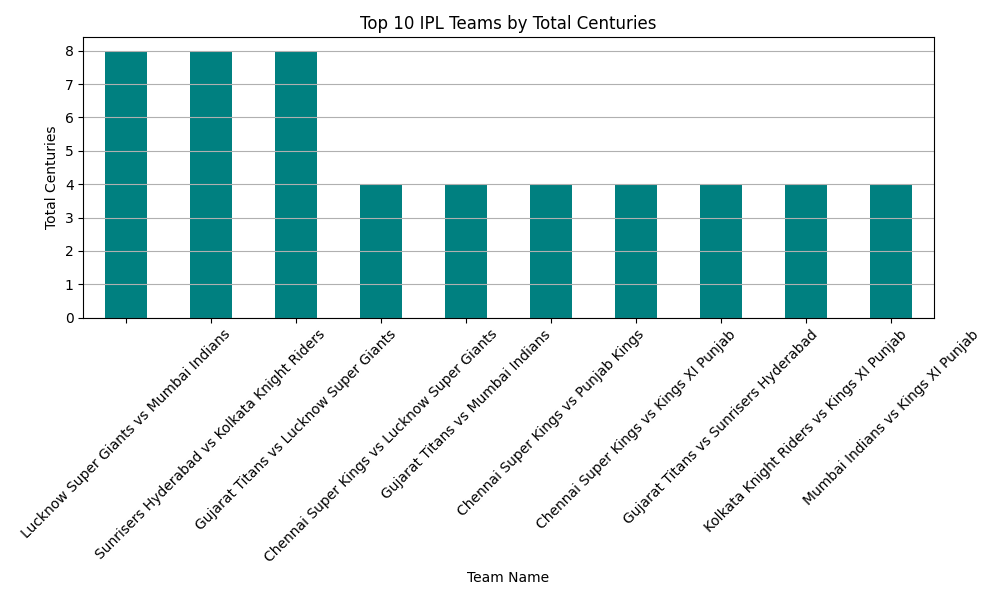 Top 10 IPL Teams by Total Centuries
Total Centuries
8
7
6
5
4
3
2
1
0
Lucknow Super Giants vs Mumbai Indians
Sunrisers Hyderabad vs Kolkata Knight Riders
Gujarat Titans vs Lucknow Super Giants
Chennai Super Kings vs Lucknow Super Giants
Gujarat Titans vs Mumbai Indians
Chennai Super Kings vs Punjab Kings
Chennai Super Kings vs Kings XI Punjab
Gujarat Titans vs Sunrisers Hyderabad
Kolkata Knight Riders vs Kings XI Punjab
Mumbai Indians vs Kings XI Punjab
Team Name